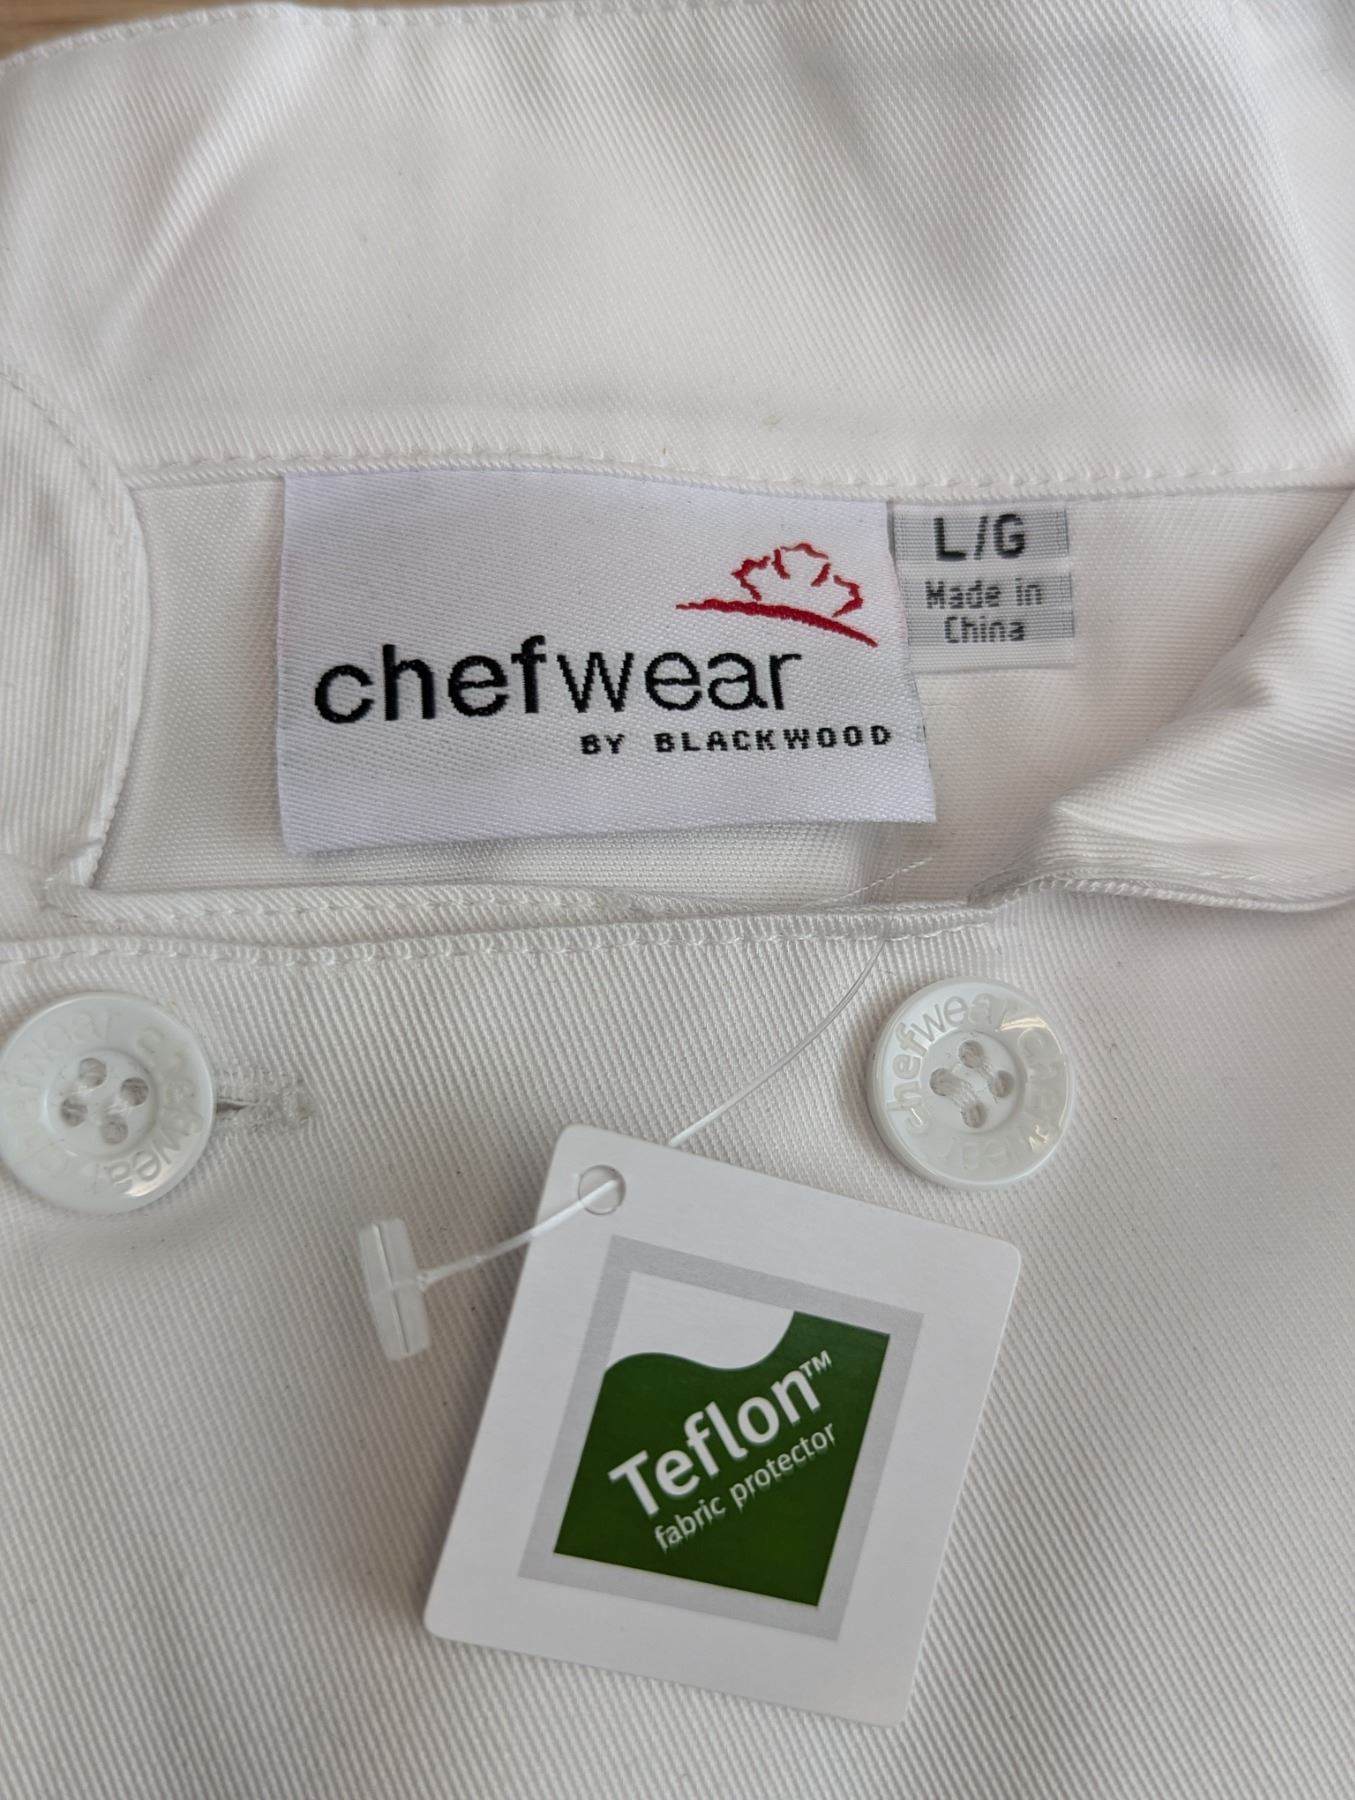 L/G
Made in
China
chefwear
BY BLACKWOOD
chefwear chefwear
chefwear chefwear
Teflon™
fabric protector